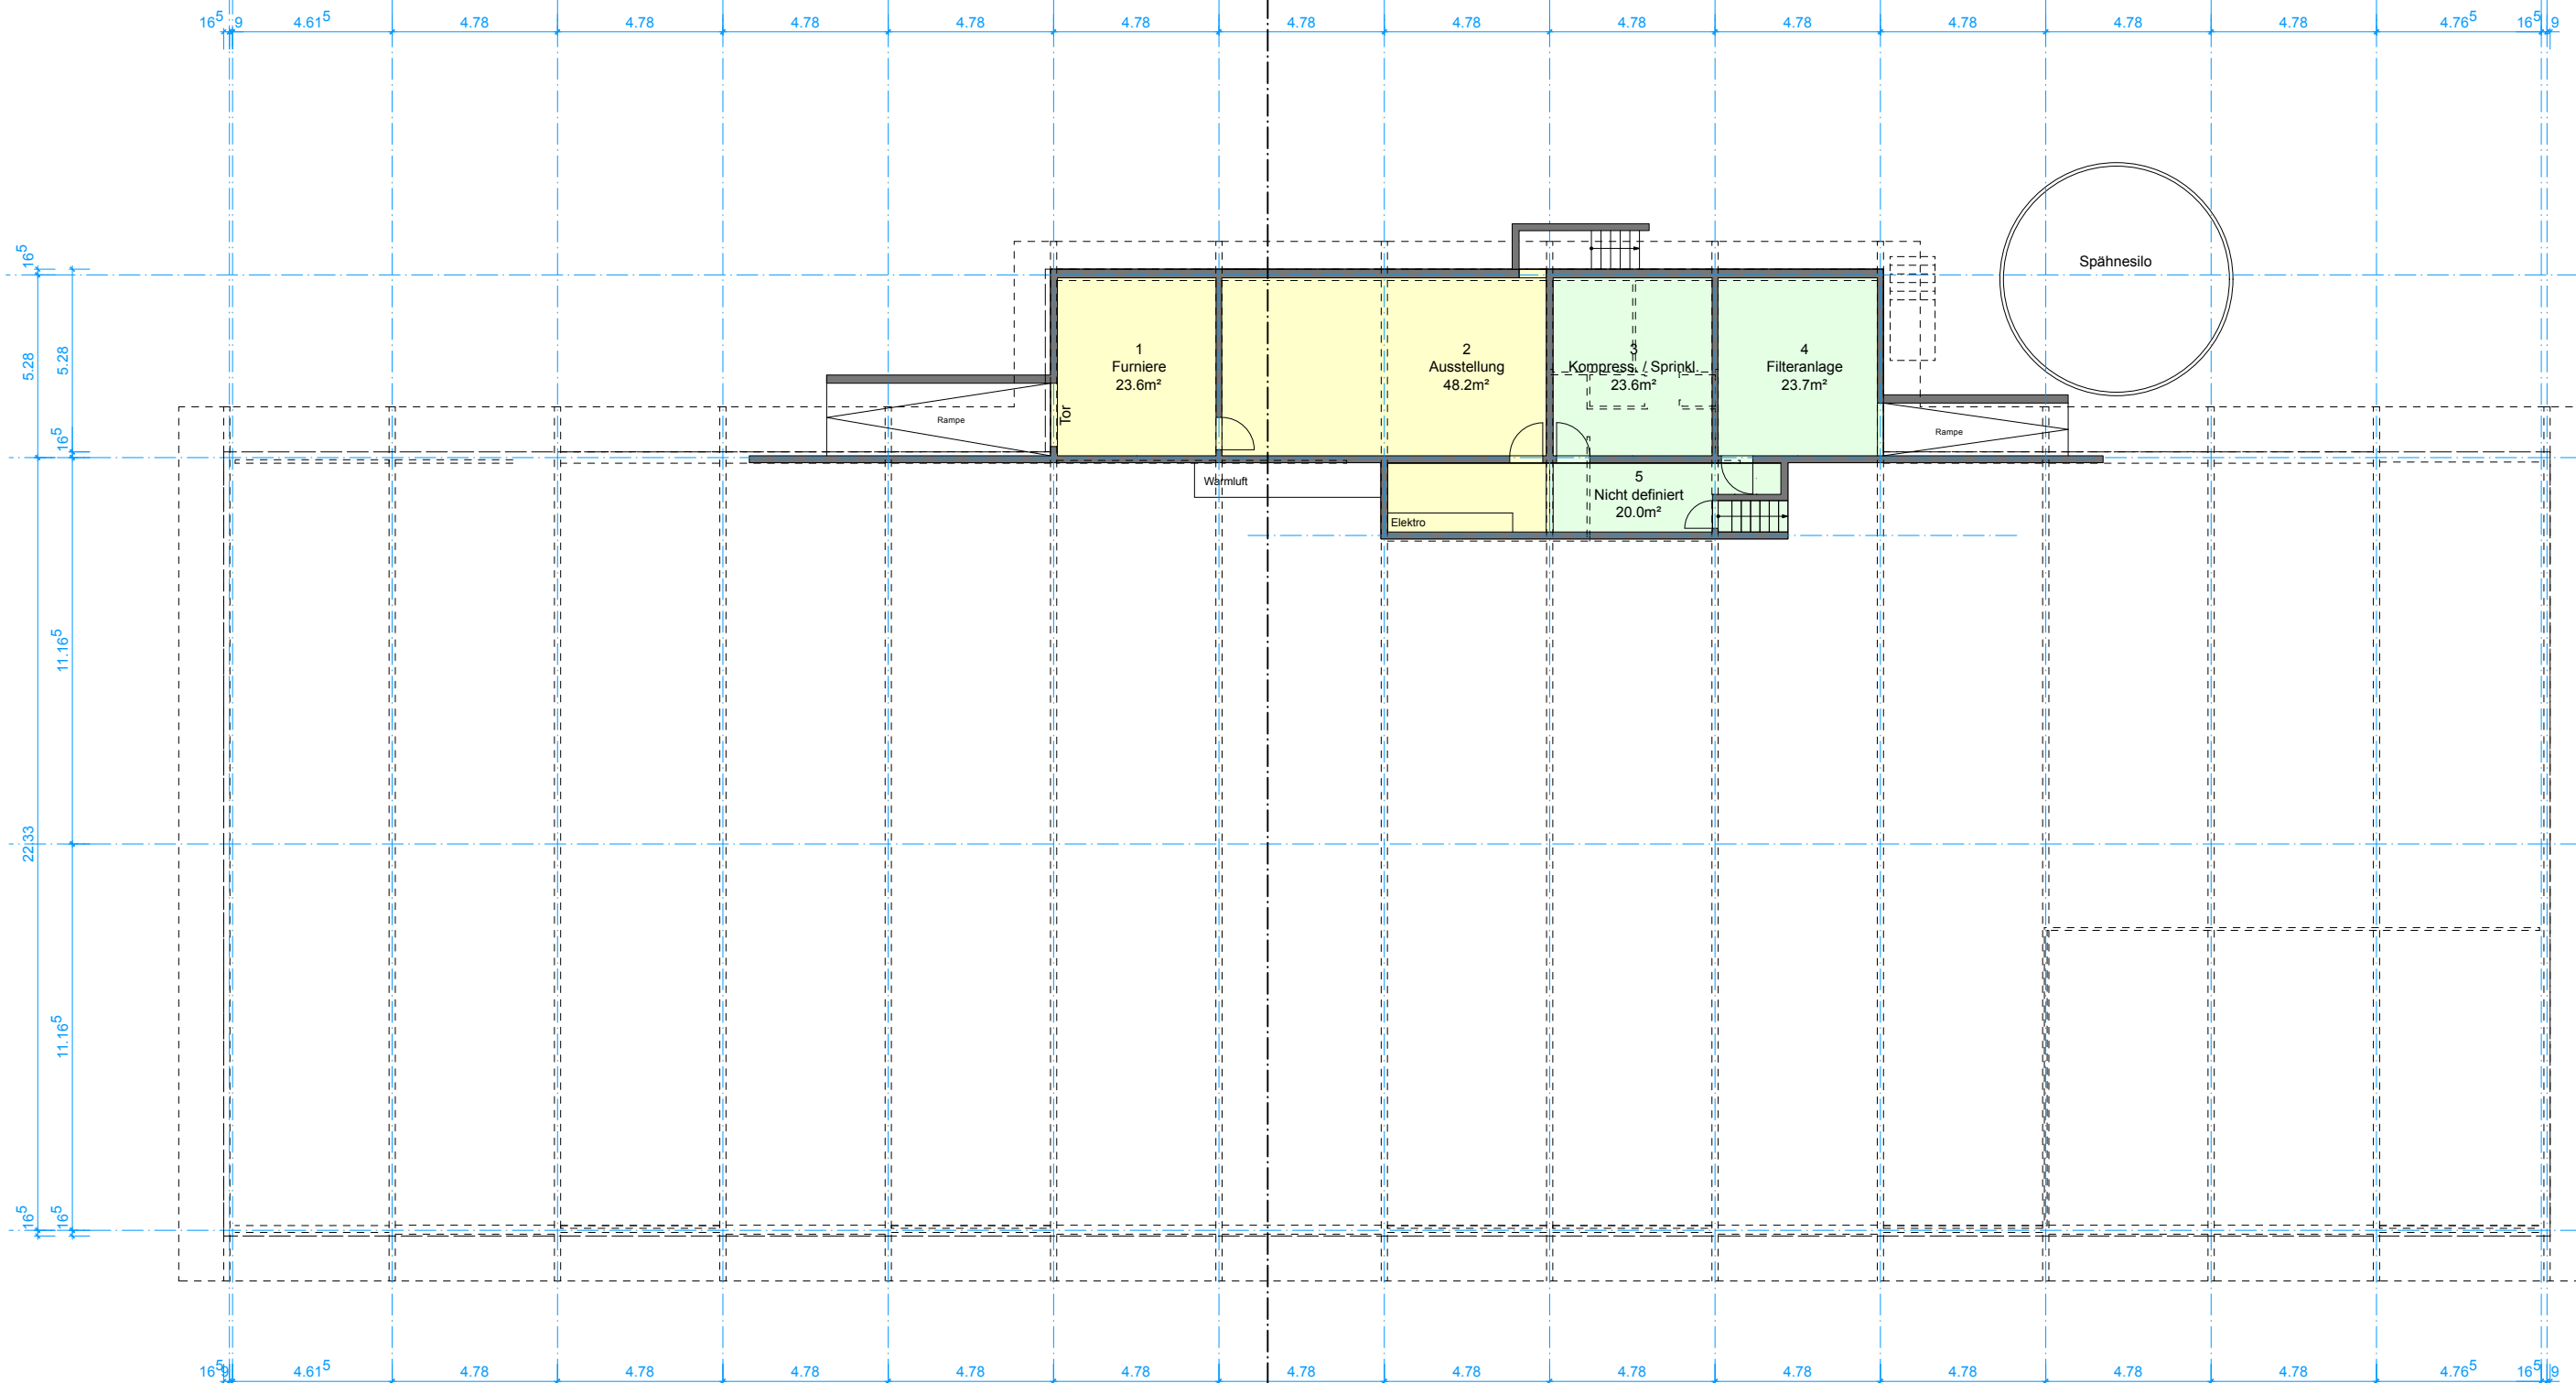 16⁵ 9 4.61⁵ 4.78 4.78 4.78 4.78 4.78 4.78 4.78 4.78 4.78 4.78 4.78 4.78 4.76⁵ 16⁵ 9
16⁵
5.28
5.28
16⁵
11.16⁵
22.33
11.16⁵
16⁵
16⁵
Spähnesilo
1
Furniere
23.6m²
2
Ausstellung
48.2m²
3
Kompress. / Sprinkl.
23.6m²
4
Filteranlage
23.7m²
Tor
Rampe
Rampe
Warmluft
5
Nicht definiert
20.0m²
Elektro
16⁵ 9 4.61⁵ 4.78 4.78 4.78 4.78 4.78 4.78 4.78 4.78 4.78 4.78 4.78 4.78 4.76⁵ 16⁵ 9